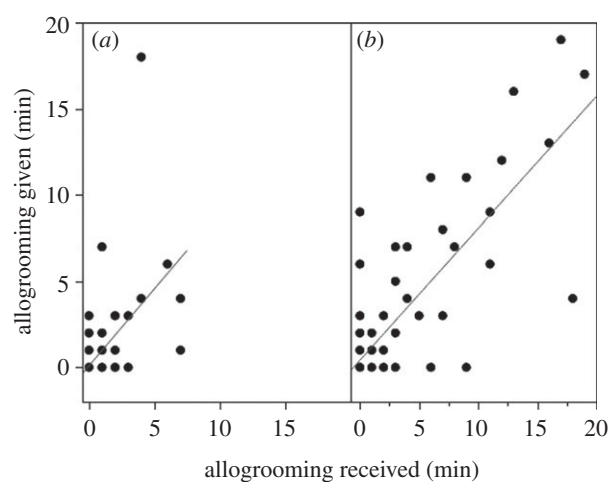 20
(a)
(b)
15
10
5
0
allogrooming given (min)
0 5 10 15 0 5 10 15 20
allogrooming received (min)